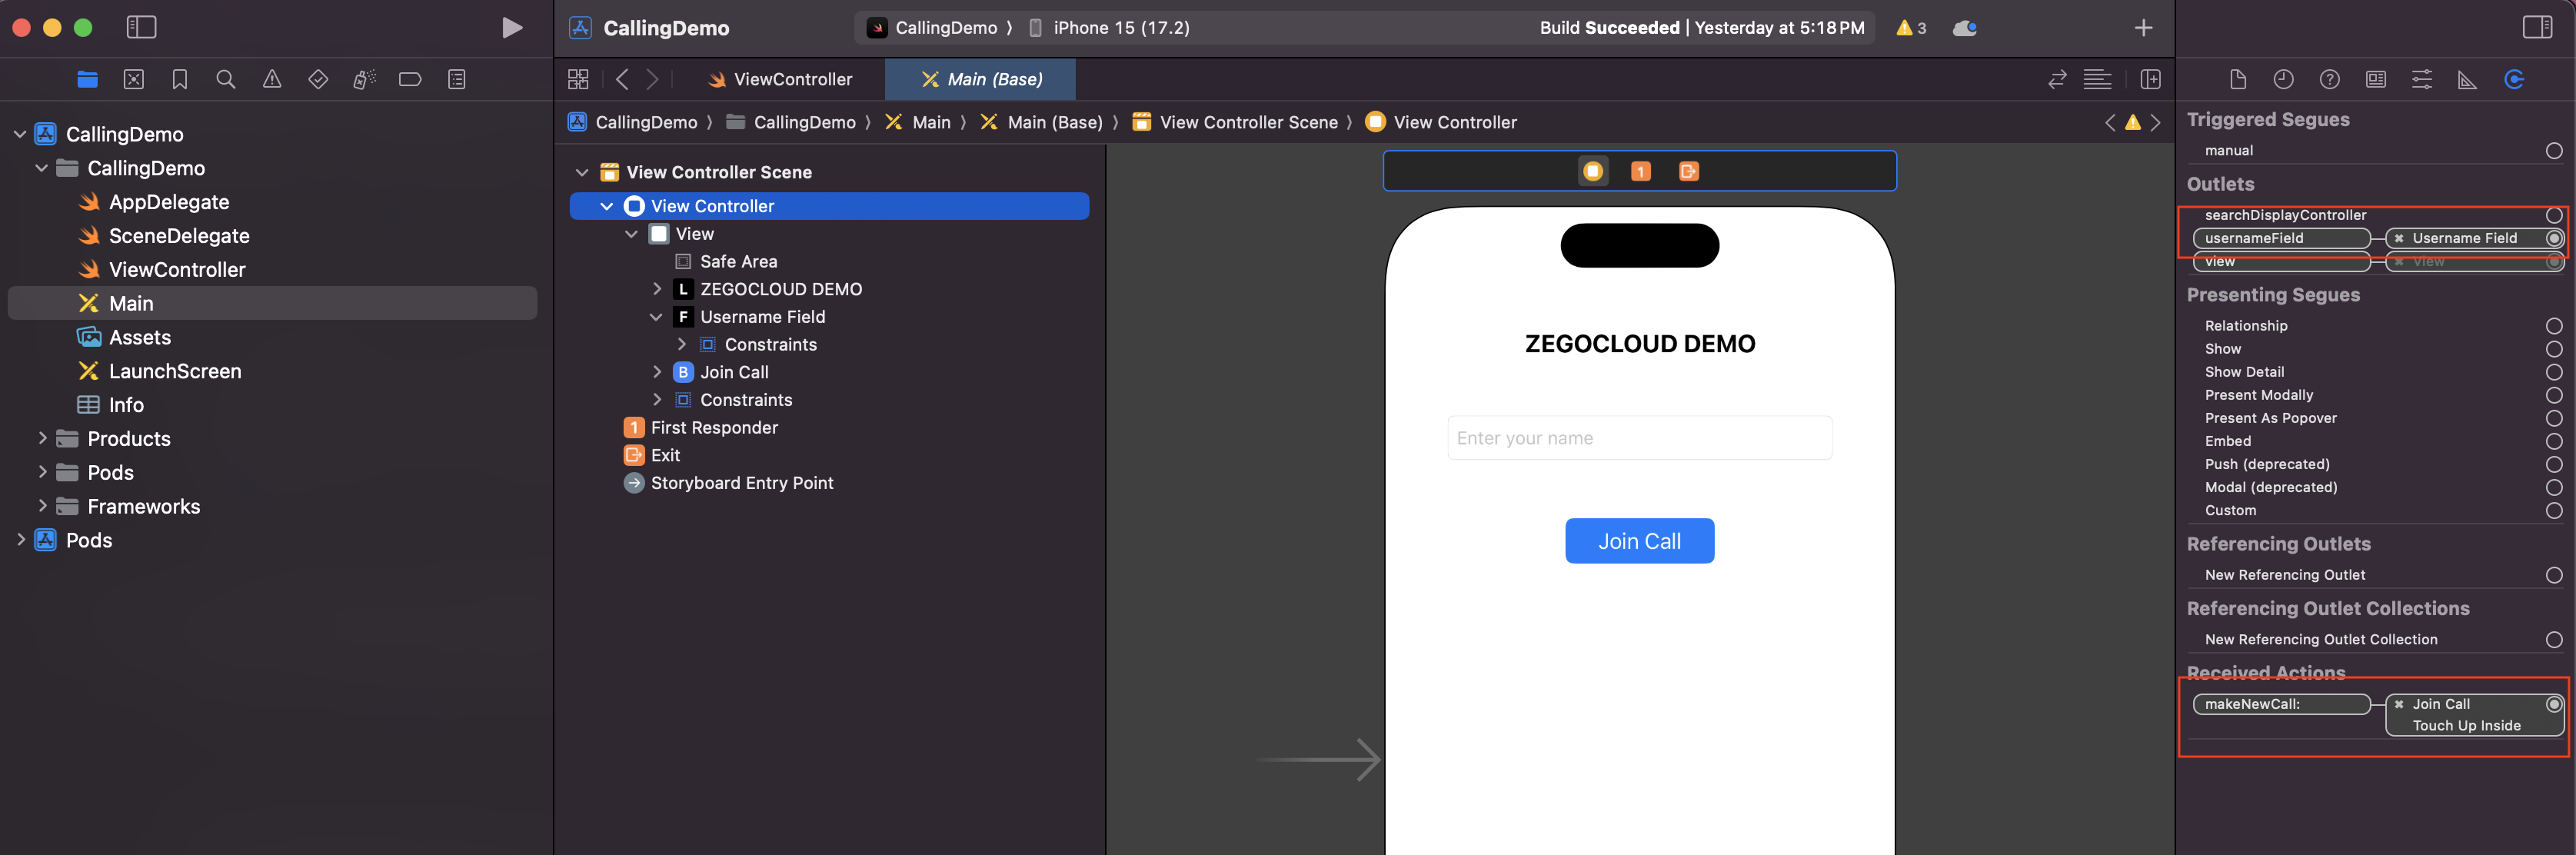 CallingDemo
CallingDemo 〉 iPhone 15 (17.2)
Build Succeeded | Yesterday at 5:18 PM
3
ViewController
Main (Base)
CallingDemo 〉 CallingDemo 〉 Main 〉 Main (Base) 〉 View Controller Scene 〉 View Controller
CallingDemo
CallingDemo
AppDelegate
SceneDelegate
ViewController
Main
Assets
LaunchScreen
Info
Products
Pods
Frameworks
Pods
View Controller Scene
View Controller
View
Safe Area
L ZEGOCLOUD DEMO
F Username Field
Constraints
B Join Call
Constraints
1 First Responder
Exit
Storyboard Entry Point
1
ZEGOCLOUD DEMO
Enter your name
Join Call
Triggered Segues
manual
Outlets
searchDisplayController
usernameField Username Field
view View
Presenting Segues
Relationship
Show
Show Detail
Present Modally
Present As Popover
Embed
Push (deprecated)
Modal (deprecated)
Custom
Referencing Outlets
New Referencing Outlet
Referencing Outlet Collections
New Referencing Outlet Collection
Received Actions
makeNewCall: Join Call
Touch Up Inside